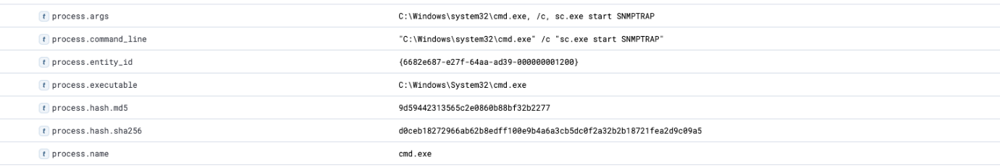 t process.args C:\Windows\system32\cmd.exe, /c, sc.exe start SNMPTRAP
t process.command_line "C:\Windows\system32\cmd.exe" /c "sc.exe start SNMPTRAP"
t process.entity_id {6682e687-e27f-64aa-ad39-000000001200}
t process.executable C:\Windows\System32\cmd.exe
t process.hash.md5 9d59442313565c2e0860b88bf32b2277
t process.hash.sha256 d0ceb18272966ab62b8edff100e9b4a6a3cb5dc0f2a32b2b18721fea2d9c09a5
t process.name cmd.exe